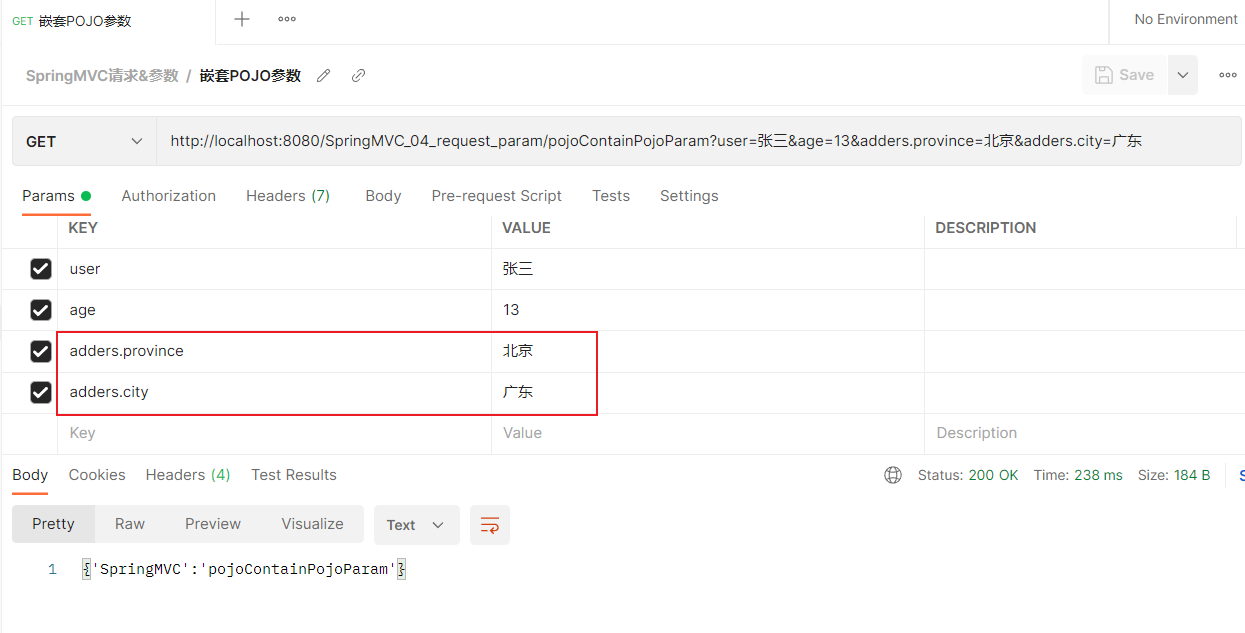 GET 嵌套POJO参数
No Environment
SpringMVC请求&参数 / 嵌套POJO参数
Save
GET http://localhost:8080/SpringMVC_04_request_param/pojoContainPojoParam?user=张三&age=13&adders.province=北京&adders.city=广东
Params Authorization Headers (7) Body Pre-request Script Tests Settings
KEY VALUE DESCRIPTION
user 张三
age 13
adders.province 北京
adders.city 广东
Key Value Description
Body Cookies Headers (4) Test Results Status: 200 OK Time: 238 ms Size: 184 B S
Pretty Raw Preview Visualize Text
1 {'SpringMVC':'pojoContainPojoParam'}